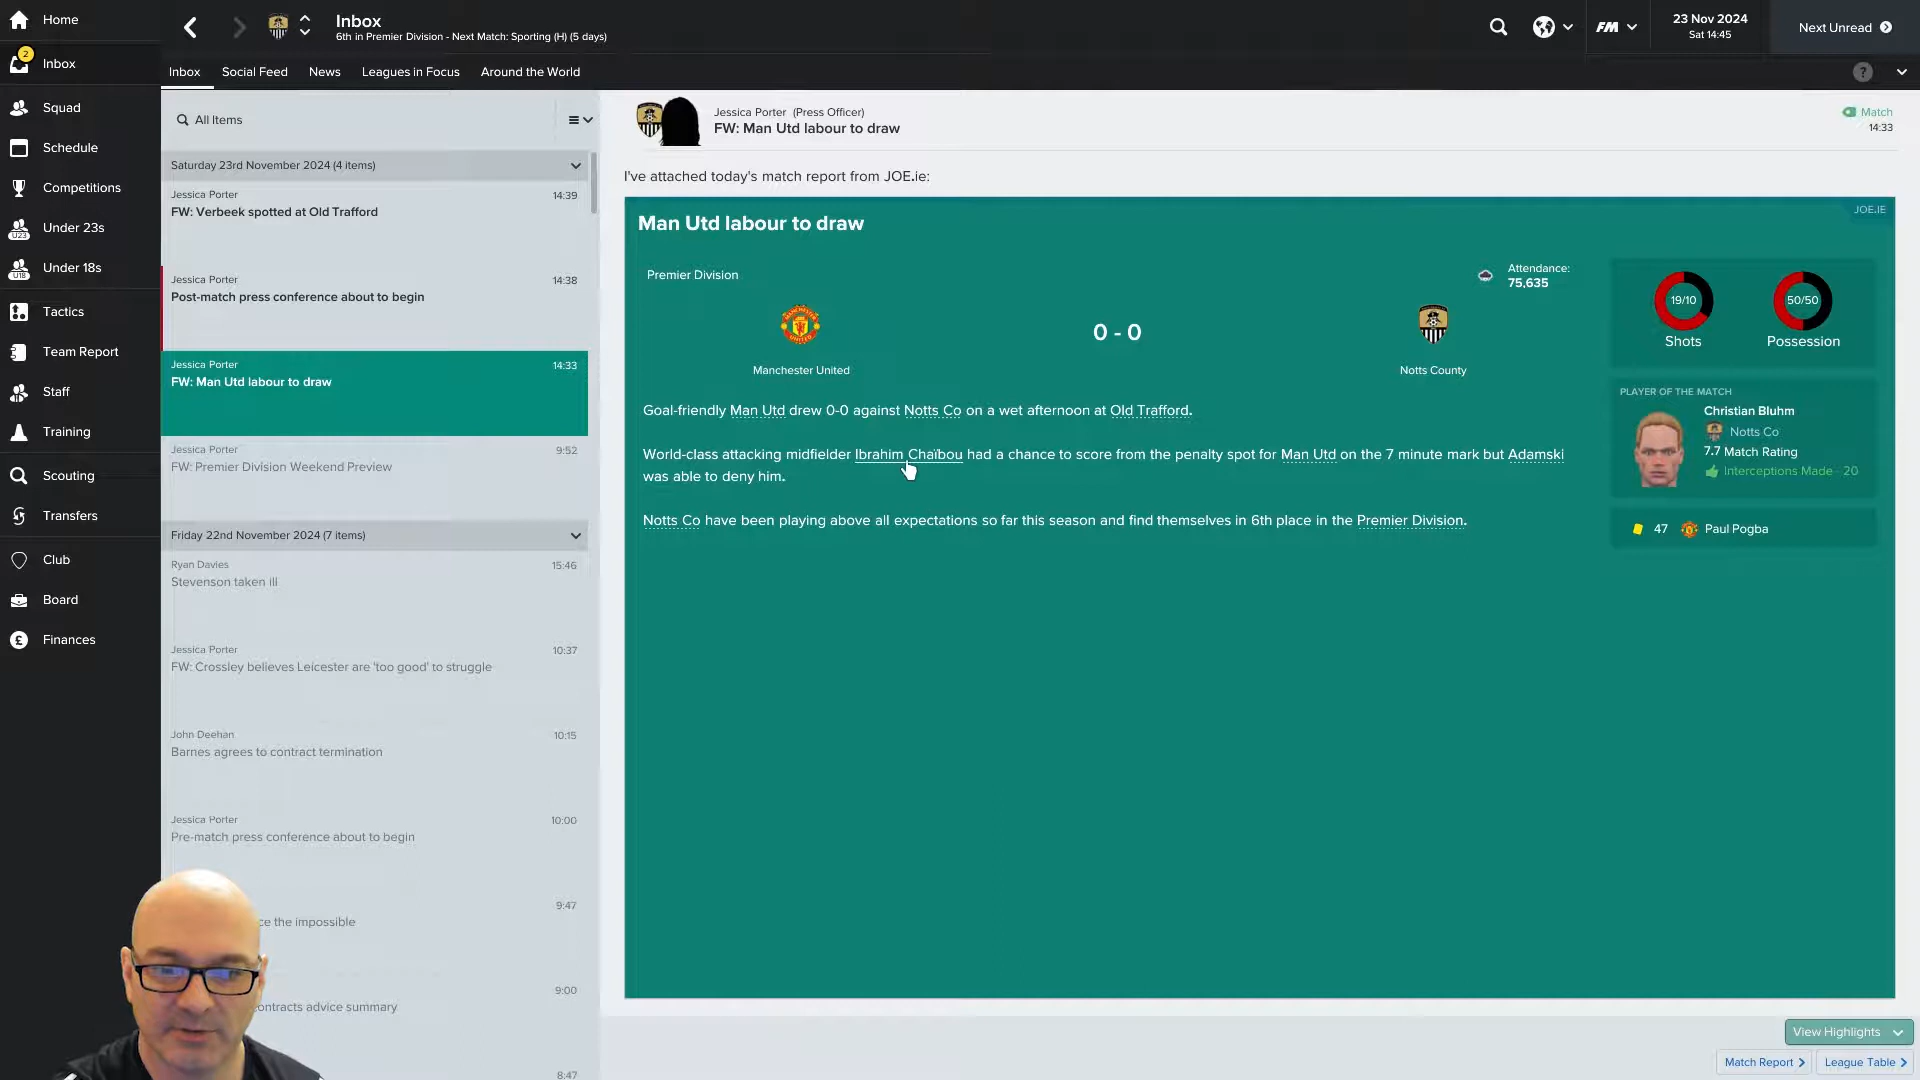 Home
Inbox
6th in Premier Division - Next Match: Sporting (H) (5 days)
FM
23 Nov 2024
Sat 14:45
Next Unread
2
Inbox
Squad
Schedule
Competitions
Under 23s
Under 18s
Tactics
Team Report
Staff
Training
Scouting
Transfers
Club
Board
Finances
Inbox Social Feed News Leagues in Focus Around the World
?
All Items
Saturday 23rd November 2024 (4 items)
Jessica Porter 14:39
FW: Verbeek spotted at Old Trafford
Jessica Porter 14:38
Post-match press conference about to begin
Jessica Porter 14:33
FW: Man Utd labour to draw
Jessica Porter 9:52
FW: Premier Division Weekend Preview
Friday 22nd November 2024 (7 items)
Ryan Davies 15:46
Stevenson taken ill
Jessica Porter 10:37
FW: Crossley believes Leicester are 'too good' to struggle
John Deehan 10:15
Barnes agrees to contract termination
Jessica Porter 10:00
Pre-match press conference about to begin
9:47
ce the impossible
9:00
ontracts advice summary
8:47
Jessica Porter (Press Officer)
FW: Man Utd labour to draw
Match
14:33
I've attached today's match report from JOE.ie:
Man Utd labour to draw
JOE.IE
Premier Division
Attendance:
75,635
0 - 0
Manchester United
Notts County
19/10
Shots
50/50
Possession
Goal-friendly Man Utd drew 0-0 against Notts Co on a wet afternoon at Old Trafford.
World-class attacking midfielder Ibrahim Chaïbou had a chance to score from the penalty spot for Man Utd on the 7 minute mark but Adamski
was able to deny him.
Notts Co have been playing above all expectations so far this season and find themselves in 6th place in the Premier Division.
PLAYER OF THE MATCH
Christian Bluhm
Notts Co
7.7 Match Rating
Interceptions Made - 20
47 Paul Pogba
View Highlights
Match Report
League Table